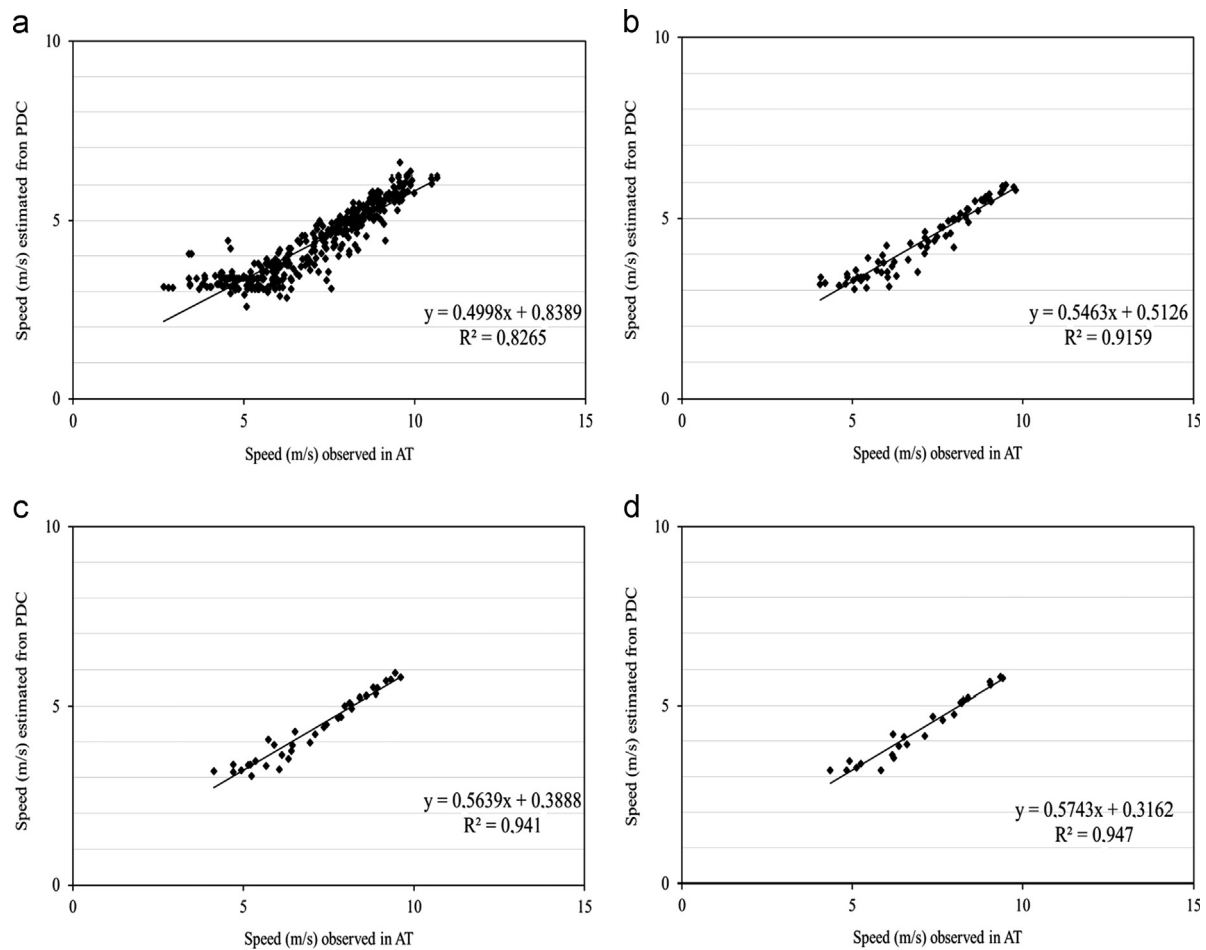 a
10
5
0
0
5
10
15
Speed (m/s) estimated fron PDC
Speed (m/s) observed in AT
y = 0.4998x + 0.8389
R² = 0.8265
b
10
5
0
0
5
10
15
Speed (m/s) estimated fron PDC
Speed (m/s) observed in AT
y = 0.5463x + 0.5126
R² = 0.9159
c
10
5
0
0
5
10
15
Speed (m/s) estimated fron PDC
Speed (m/s) observed in AT
y = 0.5639x + 0.3888
R² = 0.941
d
10
5
0
0
5
10
15
Speed (m/s) estimated fron PDC
Speed (m/s) observed in AT
y = 0.5743x + 0.3162
R² = 0.947